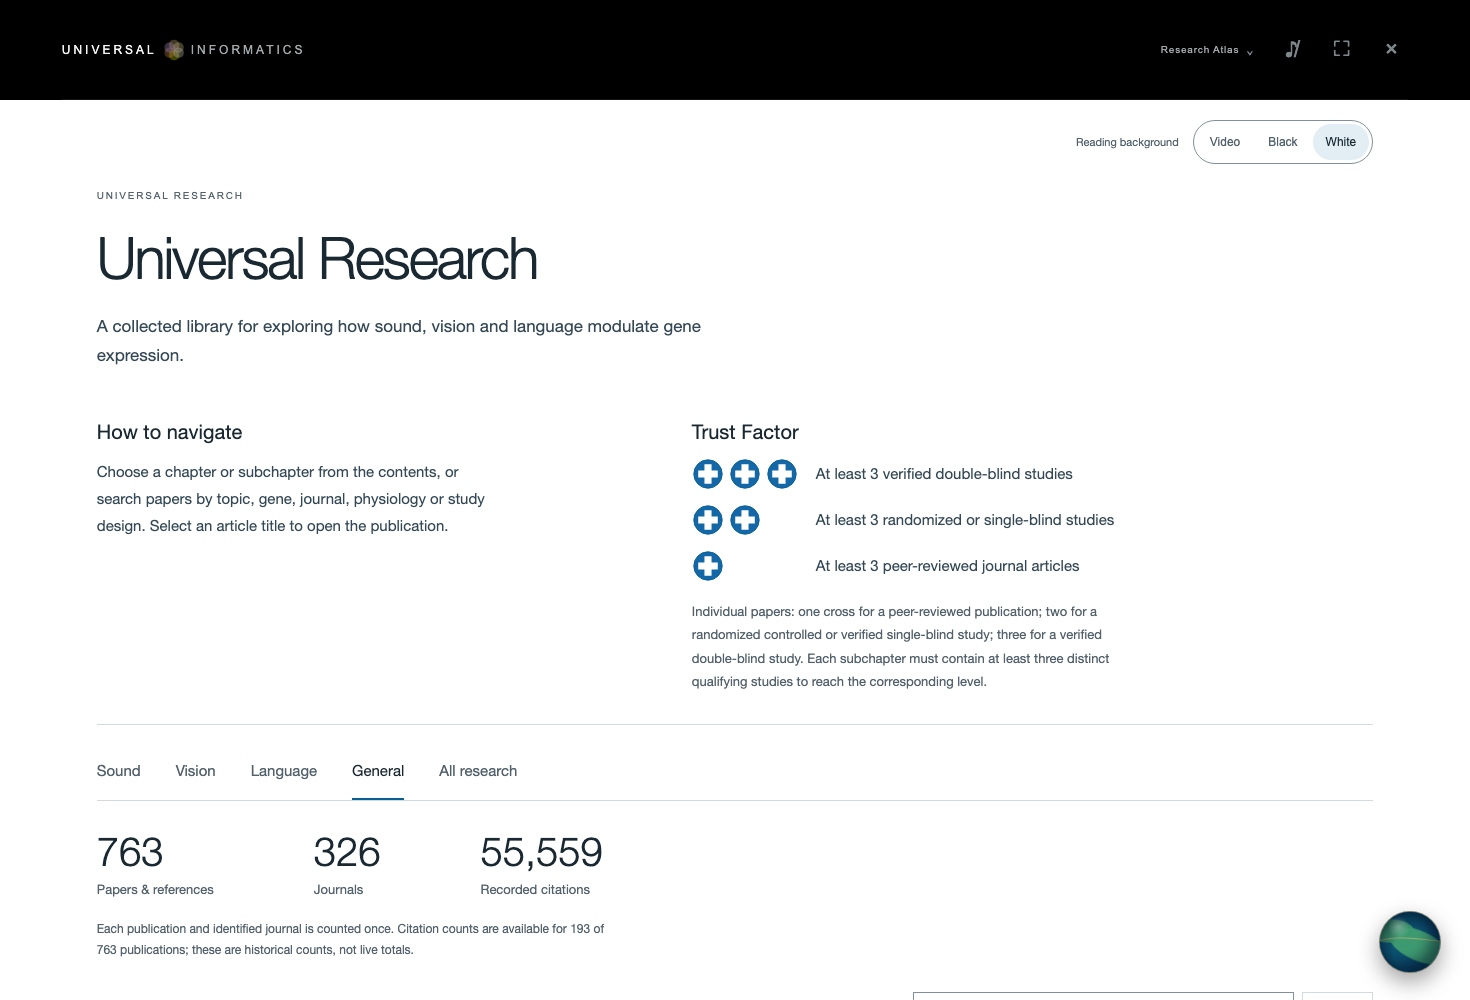 UNIVERSAL INFORMATICS
Research Atlas
Reading background
Video
Black
White
UNIVERSAL RESEARCH
Universal Research
A collected library for exploring how sound, vision and language modulate gene
expression.
How to navigate
Choose a chapter or subchapter from the contents, or
search papers by topic, gene, journal, physiology or study
design. Select an article title to open the publication.
Trust Factor
At least 3 verified double-blind studies
At least 3 randomized or single-blind studies
At least 3 peer-reviewed journal articles
Individual papers: one cross for a peer-reviewed publication; two for a
randomized controlled or verified single-blind study; three for a verified
double-blind study. Each subchapter must contain at least three distinct
qualifying studies to reach the corresponding level.
Sound
Vision
Language
General
All research
763
Papers & references
326
Journals
55,559
Recorded citations
Each publication and identified journal is counted once. Citation counts are available for 193 of
763 publications; these are historical counts, not live totals.